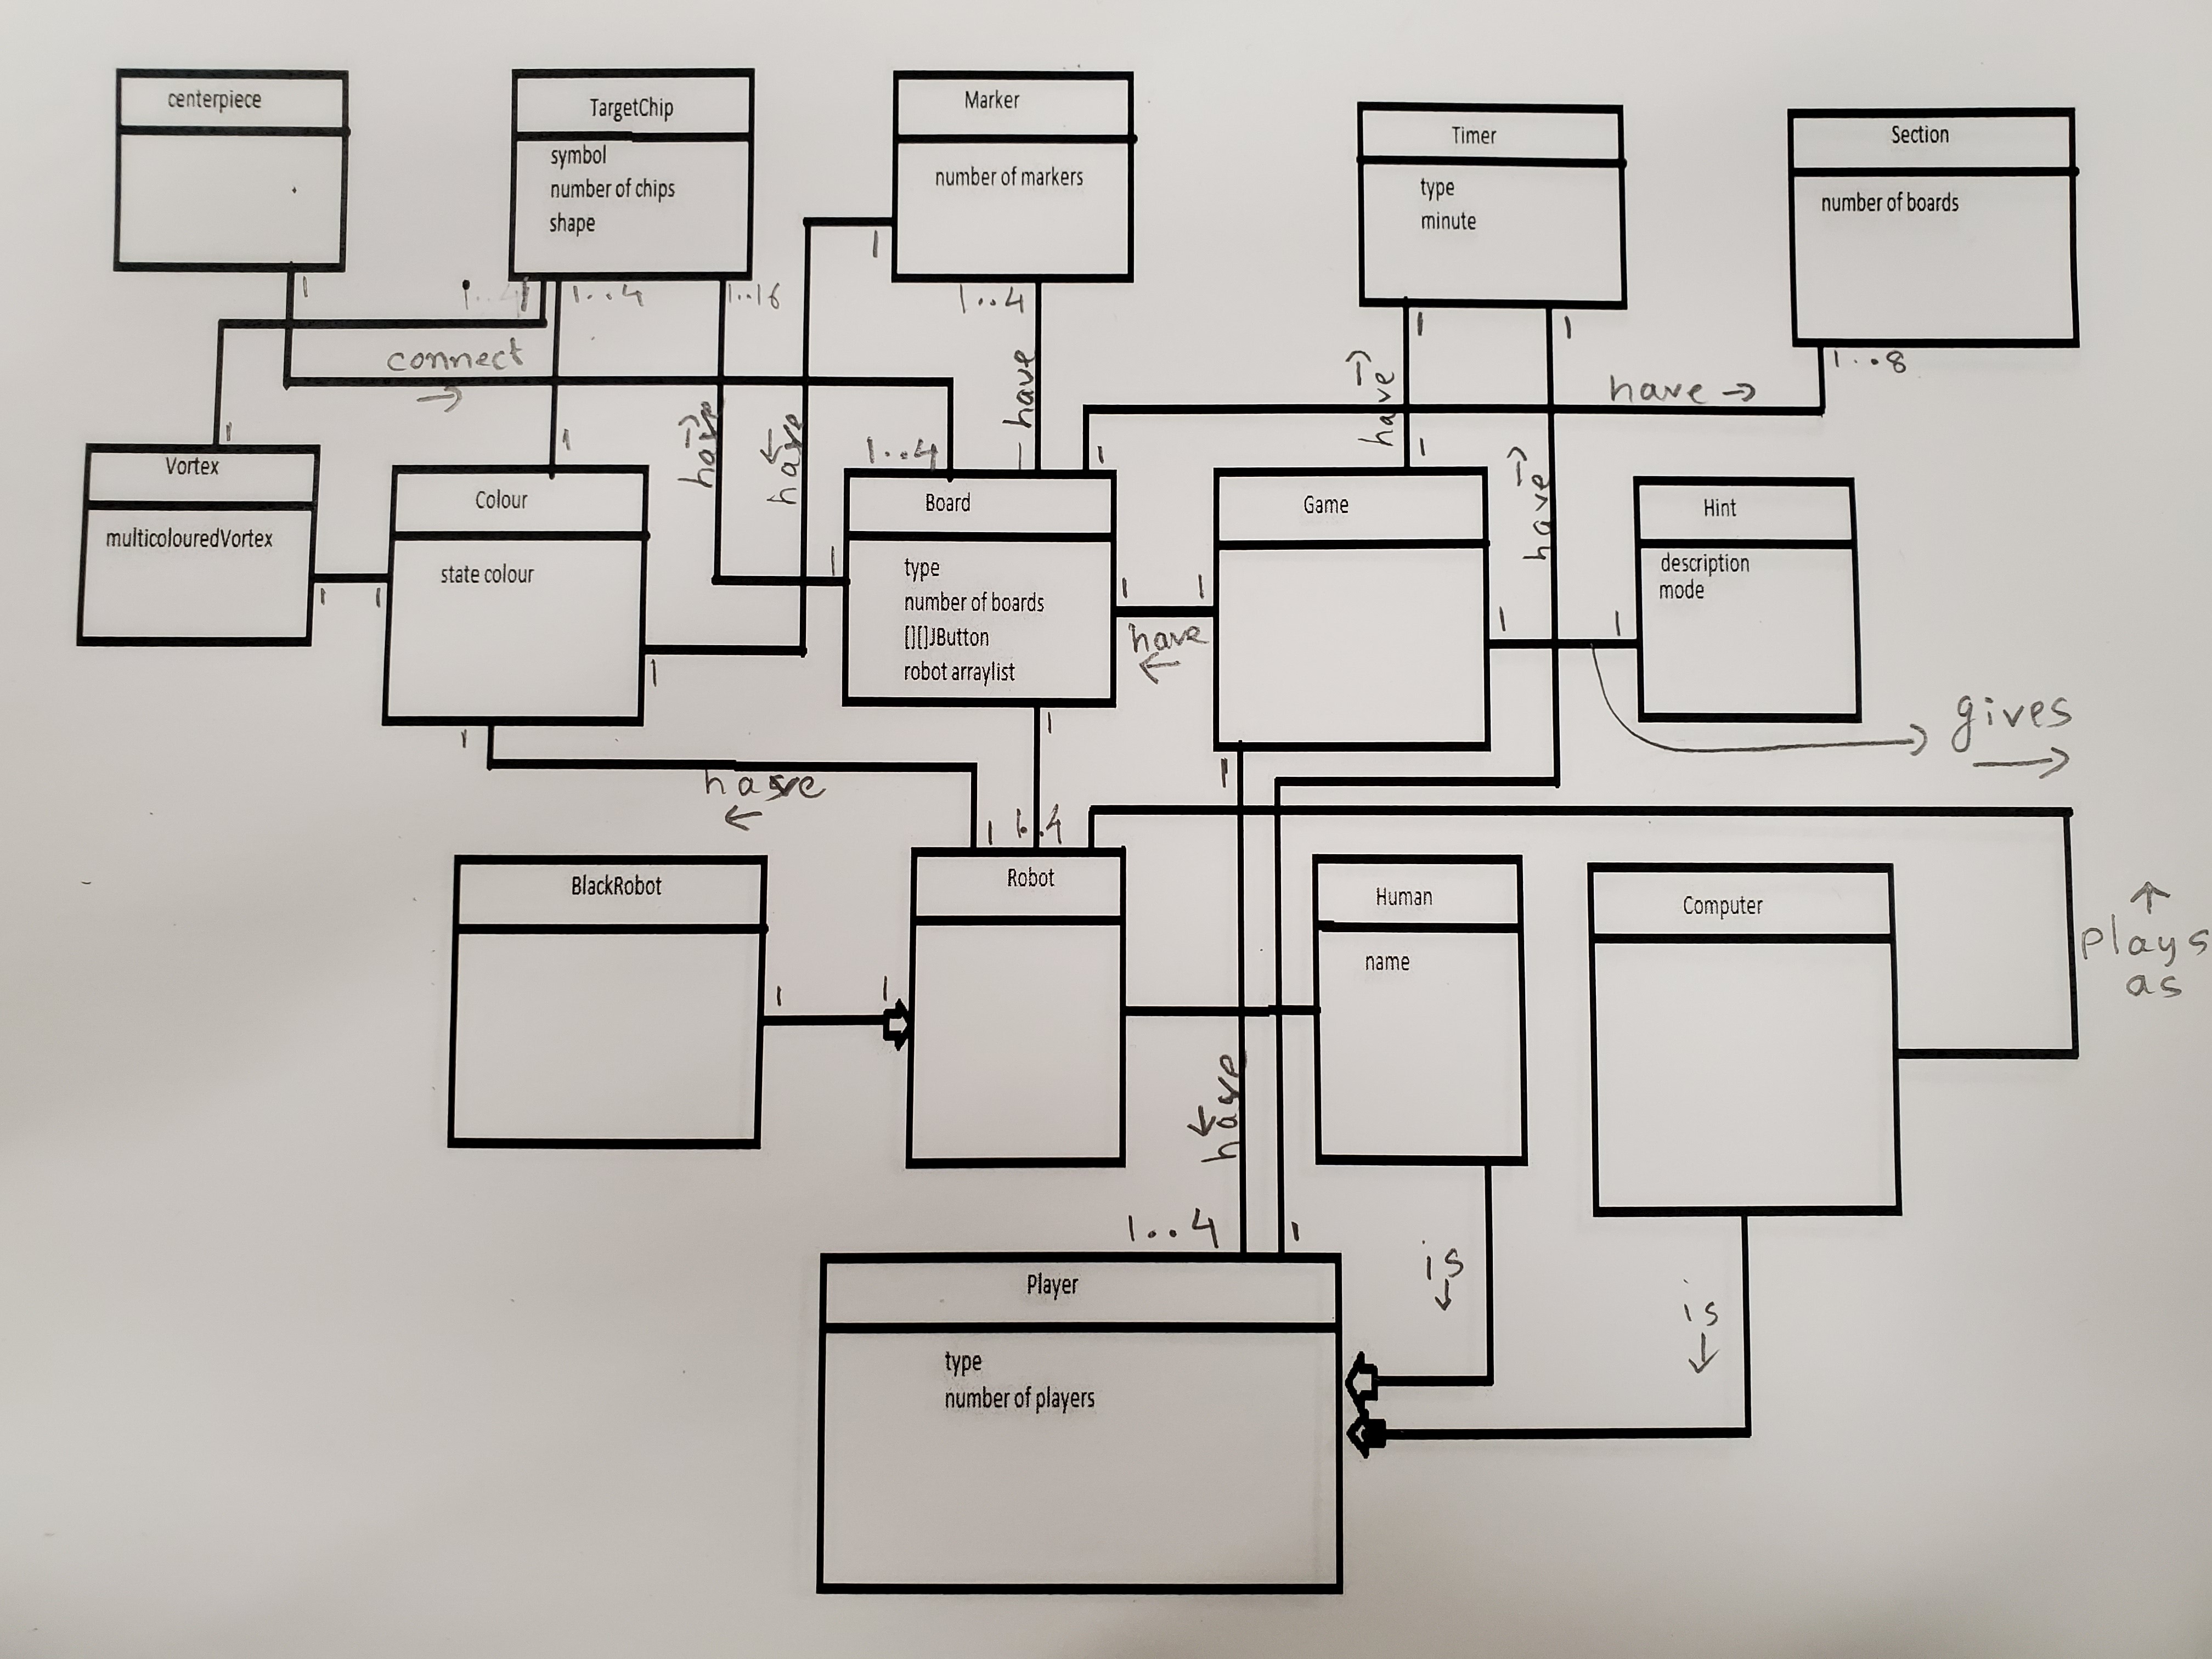 centerpiece
TargetChip
symbol
number of chips
shape
Marker
number of markers
Timer
type
minute
Section
number of boards
1
1..4
1
1...4
1..16
1
1..4
1
1
1...8
connect
→
have
→
have
←
have
have
→
have →
1
1
1..4
1
1
Vortex
multicolouredVortex
1
1
Colour
state colour
1
1
Board
type
number of boards
[][]JButton
robot arraylist
1
1
1
have
←
1
Game
have
→
1
1
Hint
description
mode
gives
→
1
have
←
1
1..4
1
BlackRobot
1
1
Robot
Human
name
Computer
↑
plays
as
have
←
1...4
1
is
↓
is
↓
Player
type
number of players